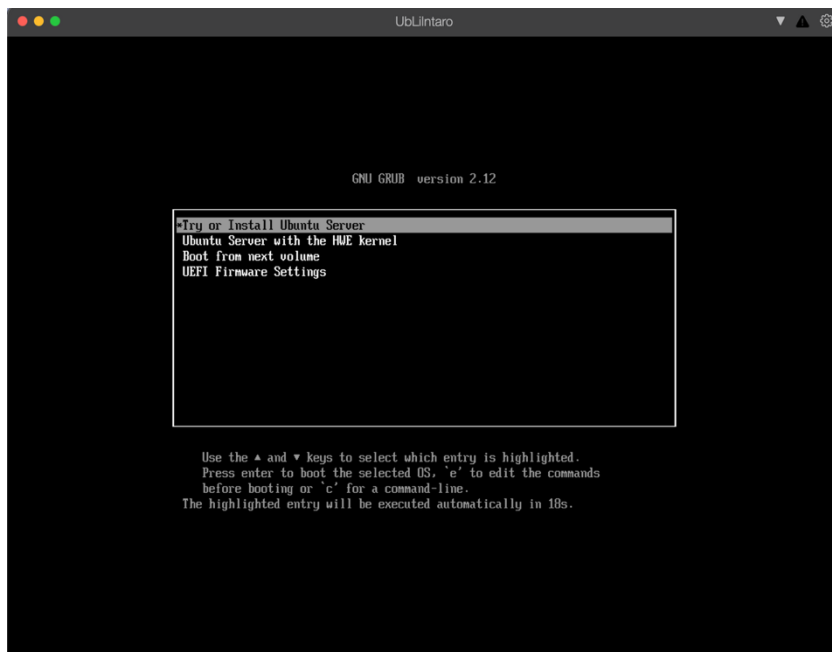 UbLiIntaro
GNU GRUB version 2.12
*Try or Install Ubuntu Server
Ubuntu Server with the HWE kernel
Boot from next volume
UEFI Firmware Settings
Use the ▲ and ▼ keys to select which entry is highlighted.
Press enter to boot the selected OS, `e' to edit the commands
before booting or `c' for a command-line.
The highlighted entry will be executed automatically in 18s.